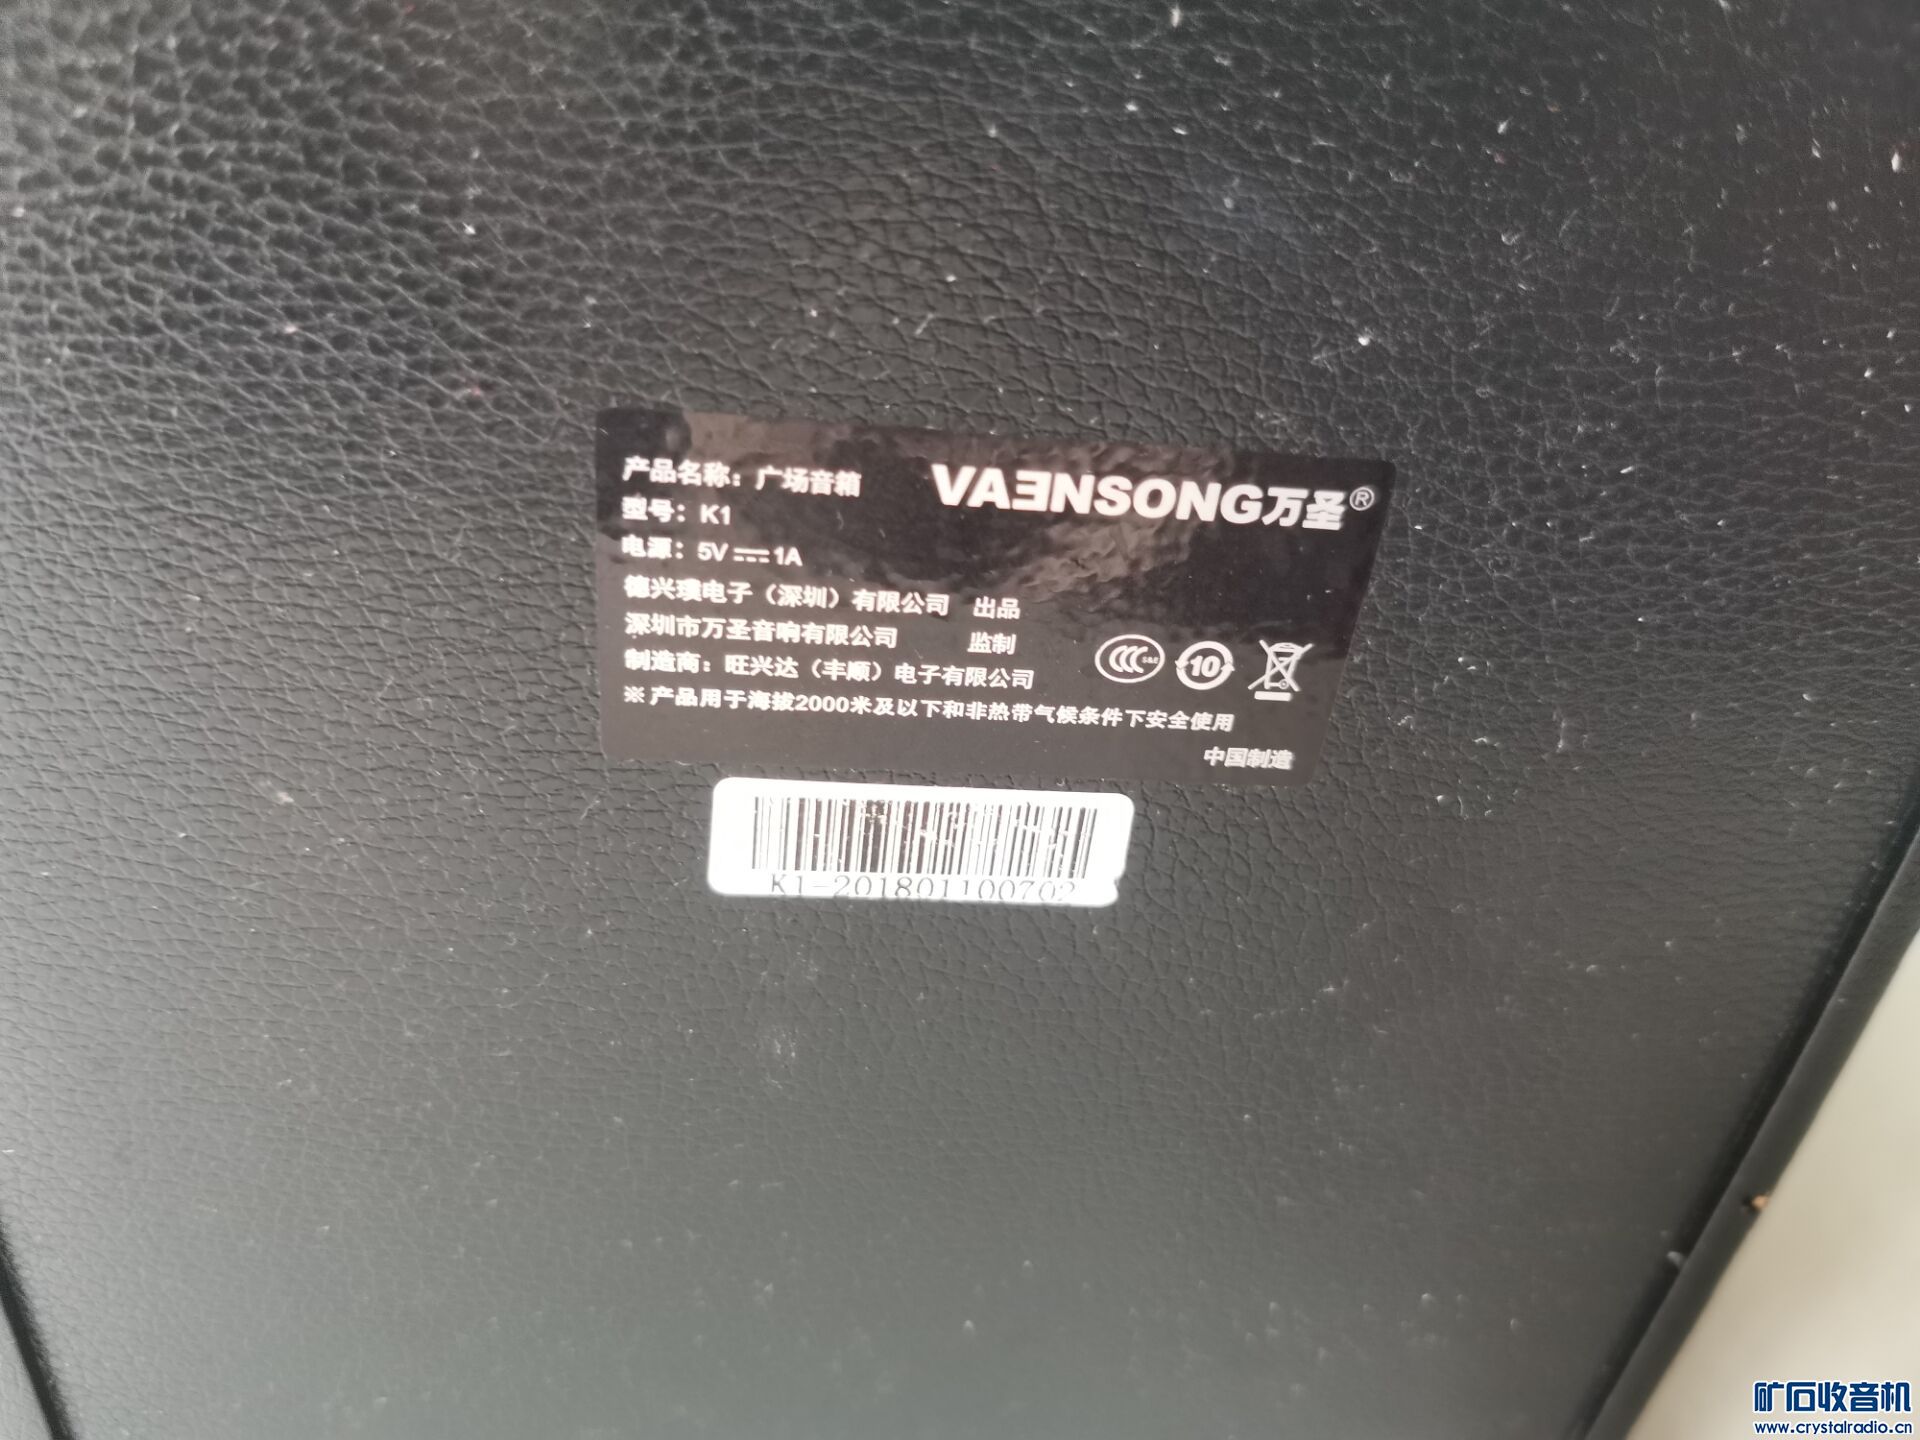 产品名称：广场音箱
VAƎNSONG万圣®
型号：K1
电源：5V ⎓ 1A
德兴璞电子（深圳）有限公司 出品
深圳市万圣音响有限公司 监制
制造商：旺兴达（丰顺）电子有限公司
※产品用于海拔2000米及以下和非热带气候条件下安全使用
CCC S&E
10
中国制造
K1-201801100702
矿石收音机
www.crystalradio.cn